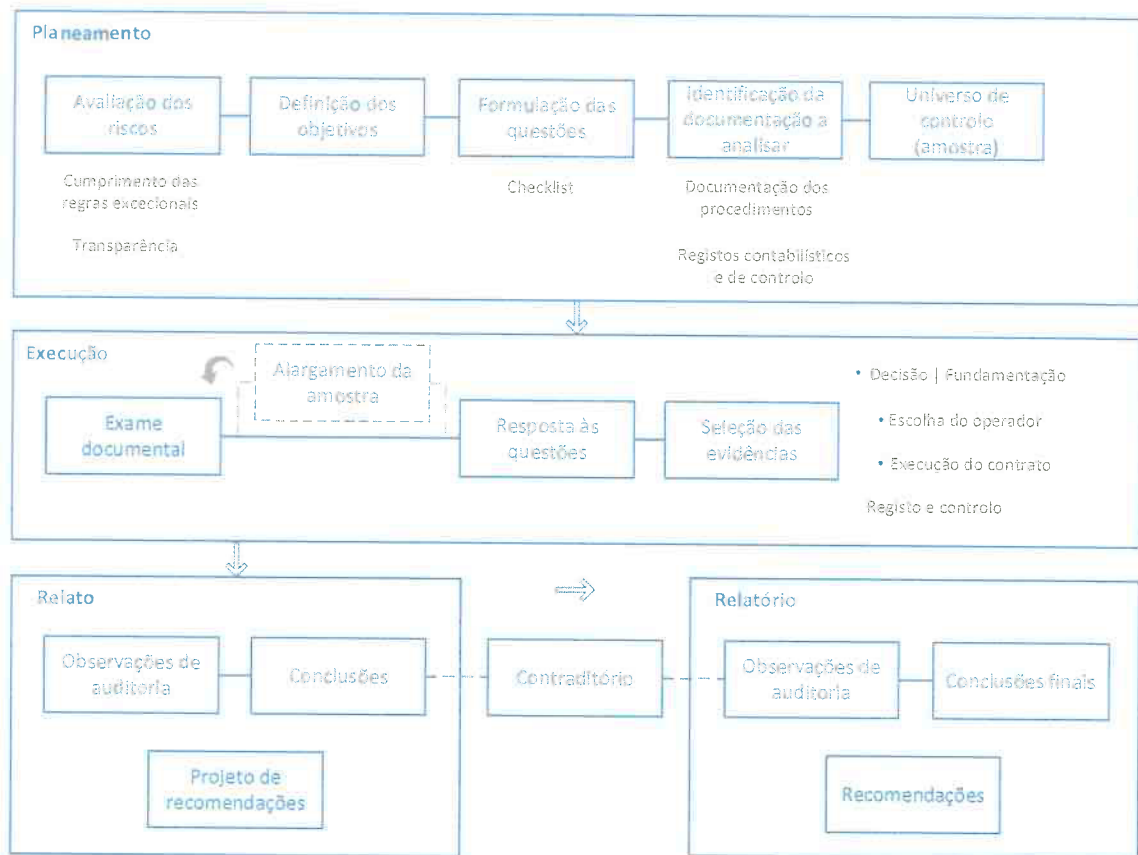 Planeamento
Avaliação dos
riscos
Definição dos
objetivos
Formulação das
questões
Identificação da
documentação a
analisar
Universo de
controlo
(amostra)
Cumprimento das
regras excecionais
Transparência
Checklist
Documentação dos
procedimentos
Registos contabilísticos
e de controlo
Execução
Alargamento da
amostra
Exame
documental
Resposta às
questões
Seleção das
evidências
• Decisão | Fundamentação
• Escolha do operador
• Execução do contrato
Registo e controlo
Relato
Observações de
auditoria
Conclusões
Projeto de
recomendações
Contraditório
Relatório
Observações de
auditoria
Conclusões finais
Recomendações